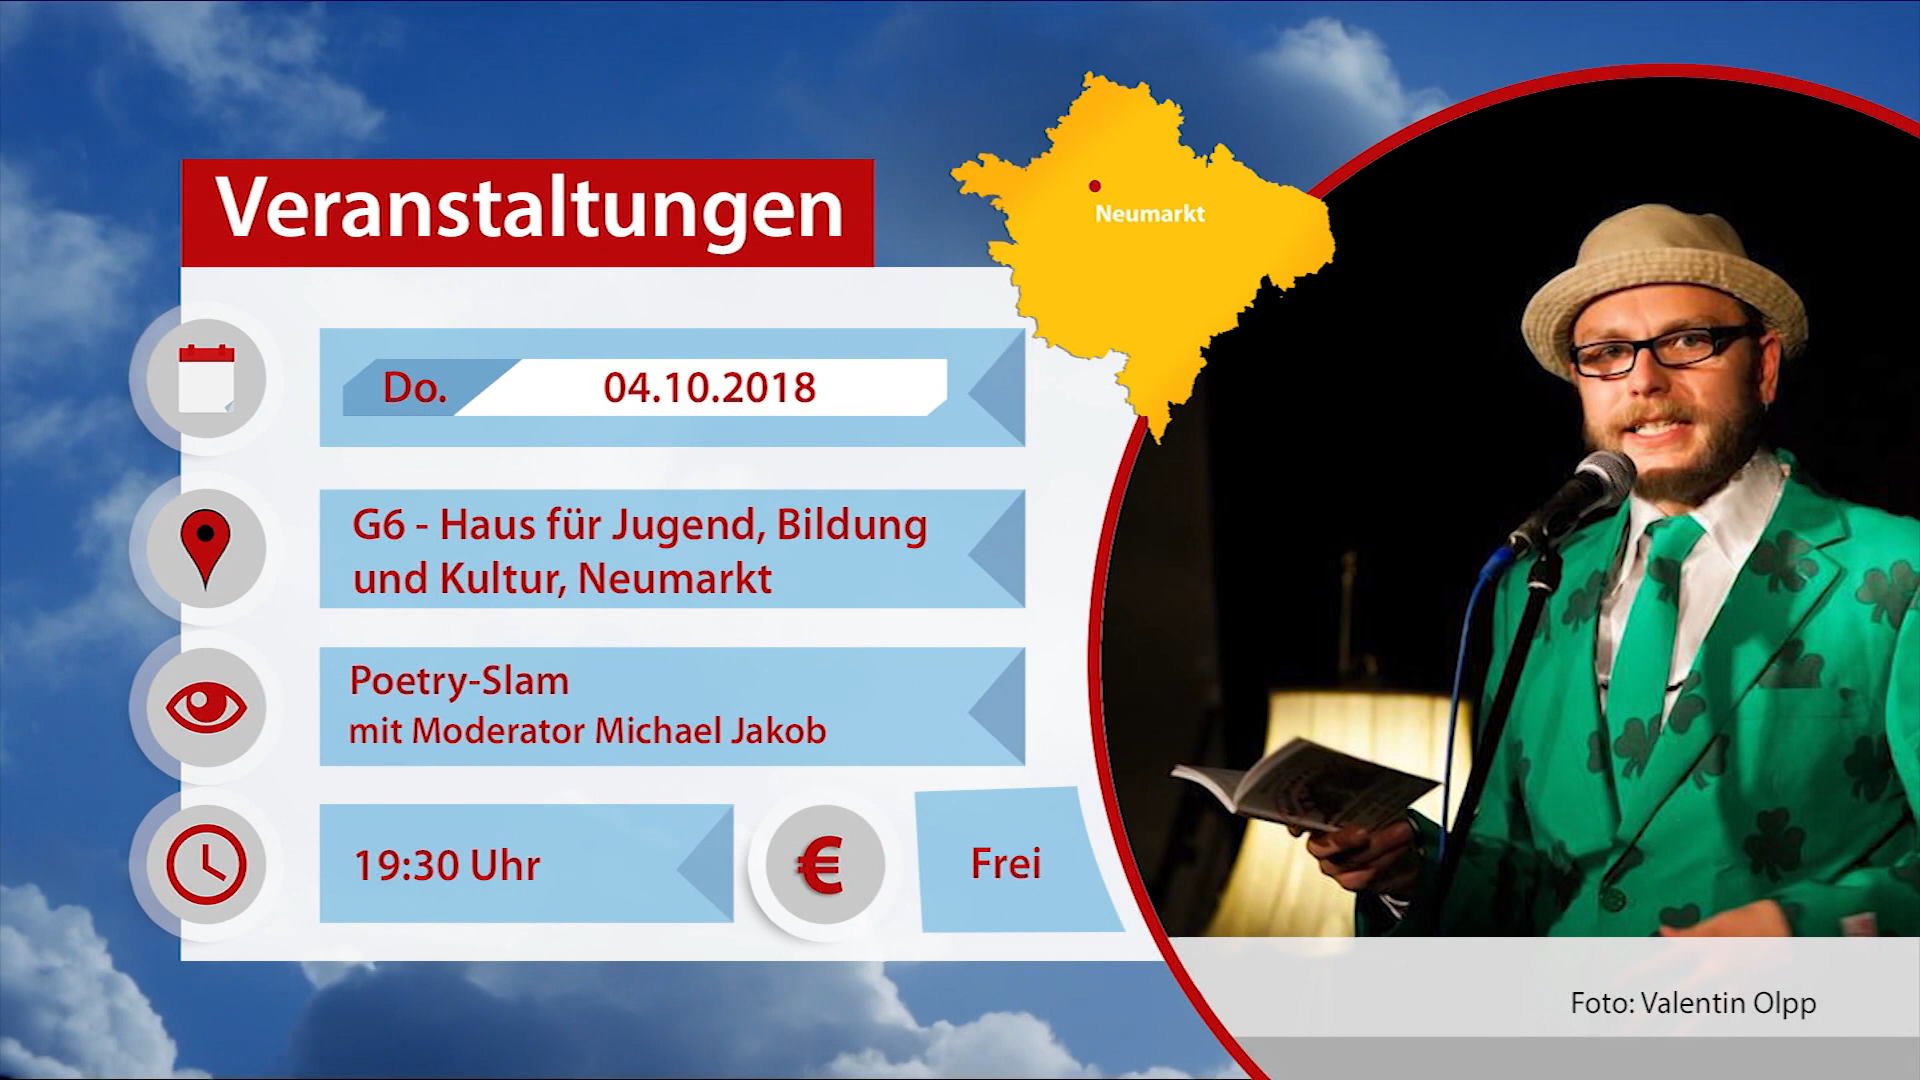 Veranstaltungen
Neumarkt
Do. 04.10.2018
G6 - Haus für Jugend, Bildung
und Kultur, Neumarkt
Poetry-Slam
mit Moderator Michael Jakob
19:30 Uhr
€ Frei
Foto: Valentin Olpp